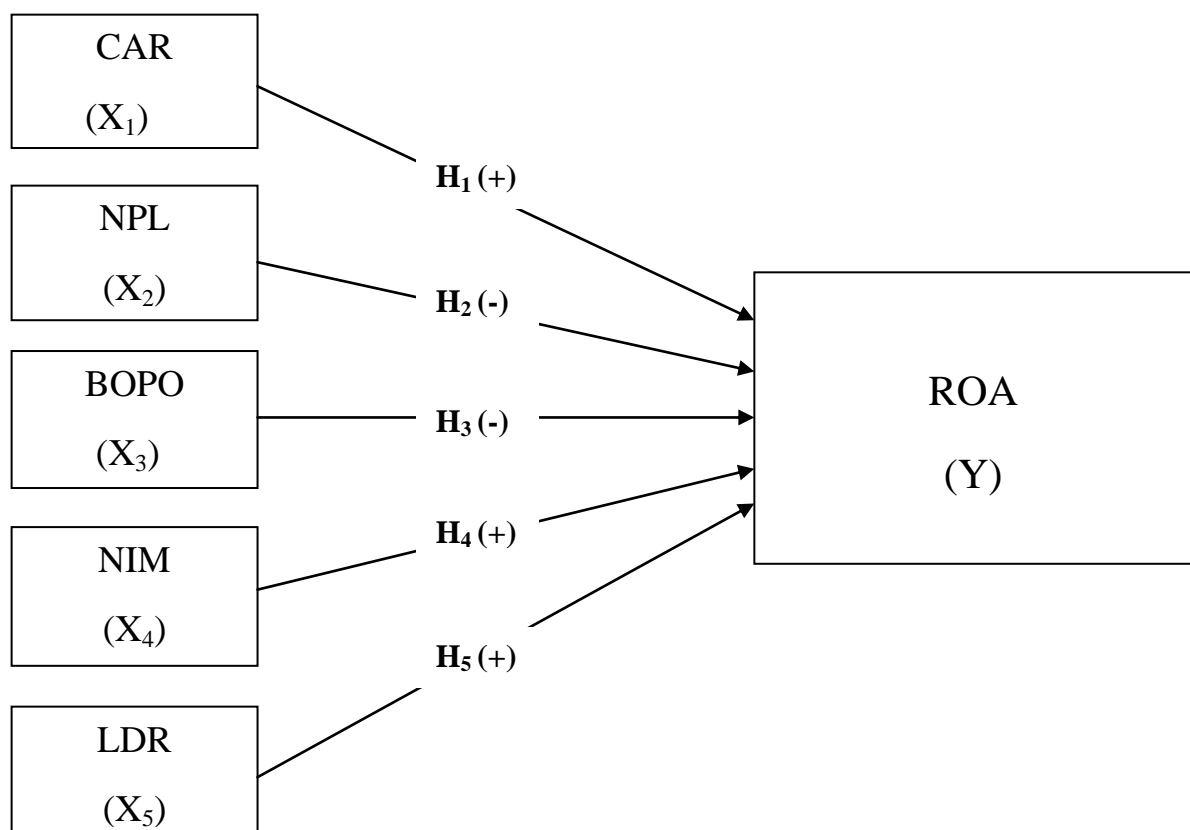 CAR
(X₁)
H₁ (+)
NPL
(X₂)
H₂ (-)
BOPO
(X₃)
H₃ (-)
NIM
(X₄)
H₄ (+)
LDR
(X₅)
H₅ (+)
ROA
(Y)